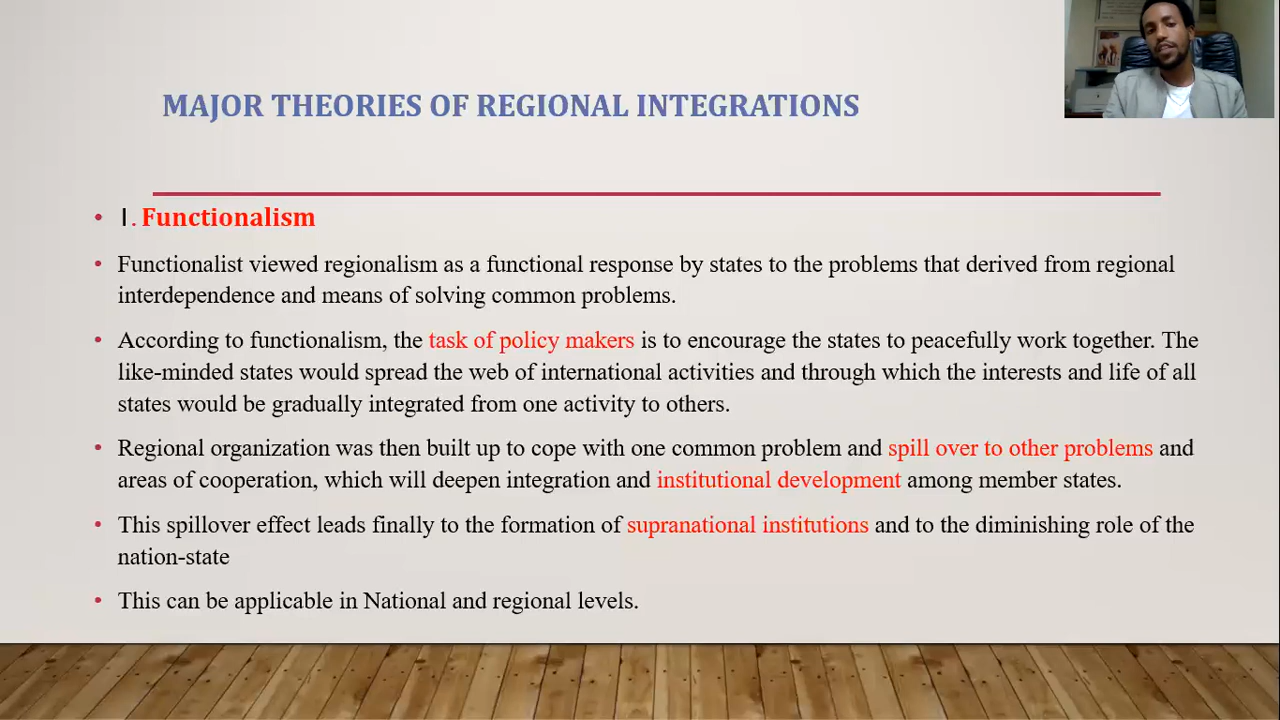 MAJOR THEORIES OF REGIONAL INTEGRATIONS
• 1. Functionalism
• Functionalist viewed regionalism as a functional response by states to the problems that derived from regional
interdependence and means of solving common problems.
• According to functionalism, the task of policy makers is to encourage the states to peacefully work together. The
like-minded states would spread the web of international activities and through which the interests and life of all
states would be gradually integrated from one activity to others.
• Regional organization was then built up to cope with one common problem and spill over to other problems and
areas of cooperation, which will deepen integration and institutional development among member states.
• This spillover effect leads finally to the formation of supranational institutions and to the diminishing role of the
nation-state
• This can be applicable in National and regional levels.